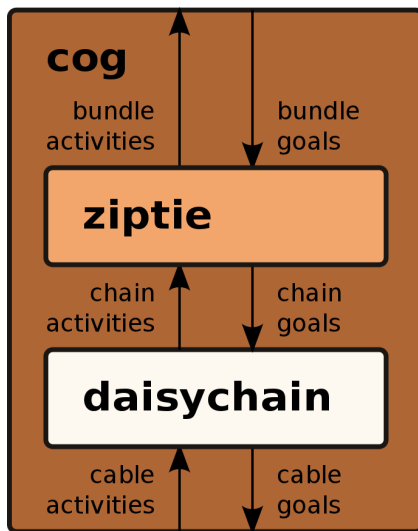 cog
bundle
activities
bundle
goals
ziptie
chain
activities
chain
goals
daisychain
cable
activities
cable
goals